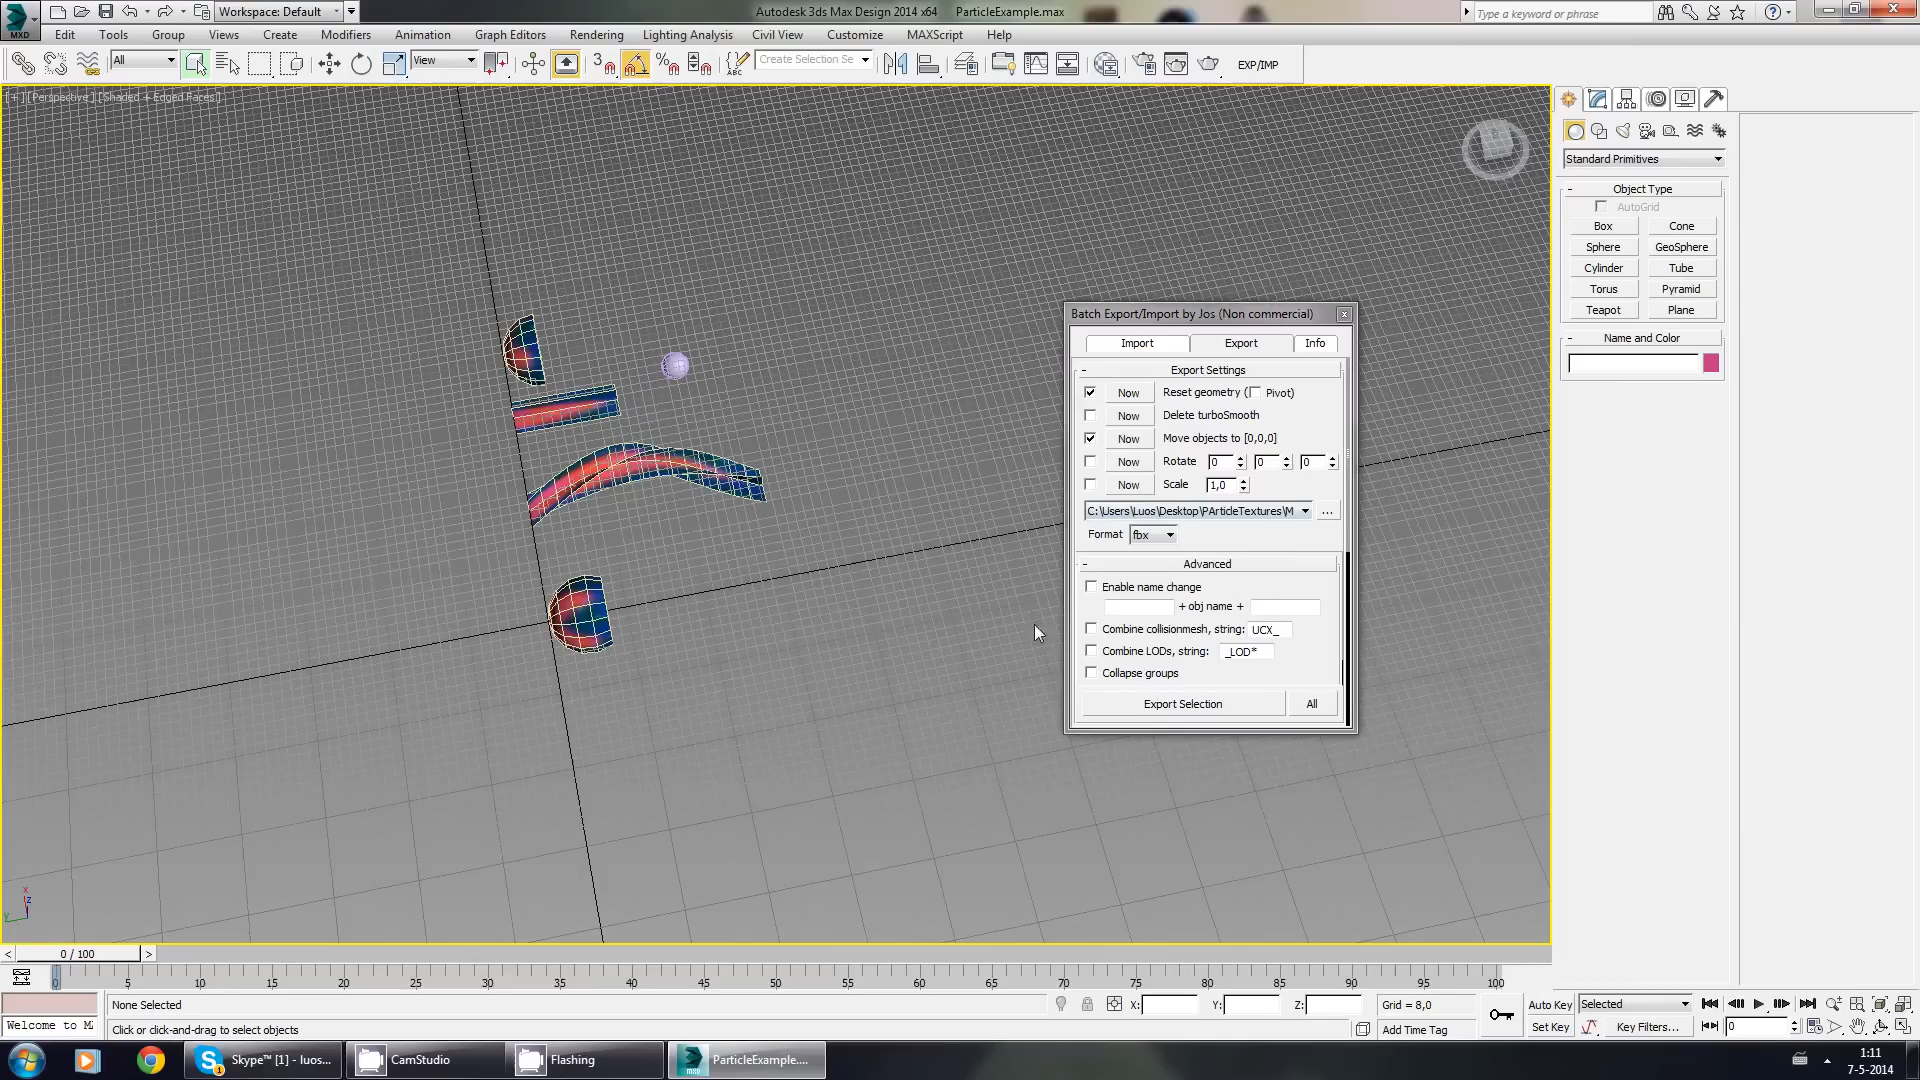 Workspace: Default
Autodesk 3ds Max Design 2014 x64 ParticleExample.max
Type a keyword or phrase
MXD
Edit Tools Group Views Create Modifiers Animation Graph Editors Rendering Lighting Analysis Civil View Customize MAXScript Help
All View 3 Create Selection Se EXP/IMP
[+][Perspective][Shaded + Edged Faces]
Standard Primitives
- Object Type
AutoGrid
Box Cone
Sphere GeoSphere
Cylinder Tube
Torus Pyramid
Teapot Plane
- Name and Color
Batch Export/Import by Jos (Non commercial)
Import Export Info
- Export Settings
Now Reset geometry ( Pivot)
Now Delete turboSmooth
Now Move objects to [0,0,0]
Now Rotate 0 0 0
Now Scale 1,0
C:\Users\Luos\Desktop\PArticleTextures\M ...
Format fbx
- Advanced
Enable name change
+ obj name +
Combine collisionmesh, string: UCX_
Combine LODs, string: _LOD*
Collapse groups
Export Selection All
x
z
y
< 0 / 100 >
0 5 10 15 20 25 30 35 40 45 50 55 60 65 70 75 80 85 90 95 100
None Selected X: Y: Z: Grid = 8,0 Auto Key Selected
Welcome to M Click or click-and-drag to select objects Add Time Tag Set Key Key Filters... 0
Skype™ [1] - luos... CamStudio Flashing ParticleExample....
1:11
7-5-2014